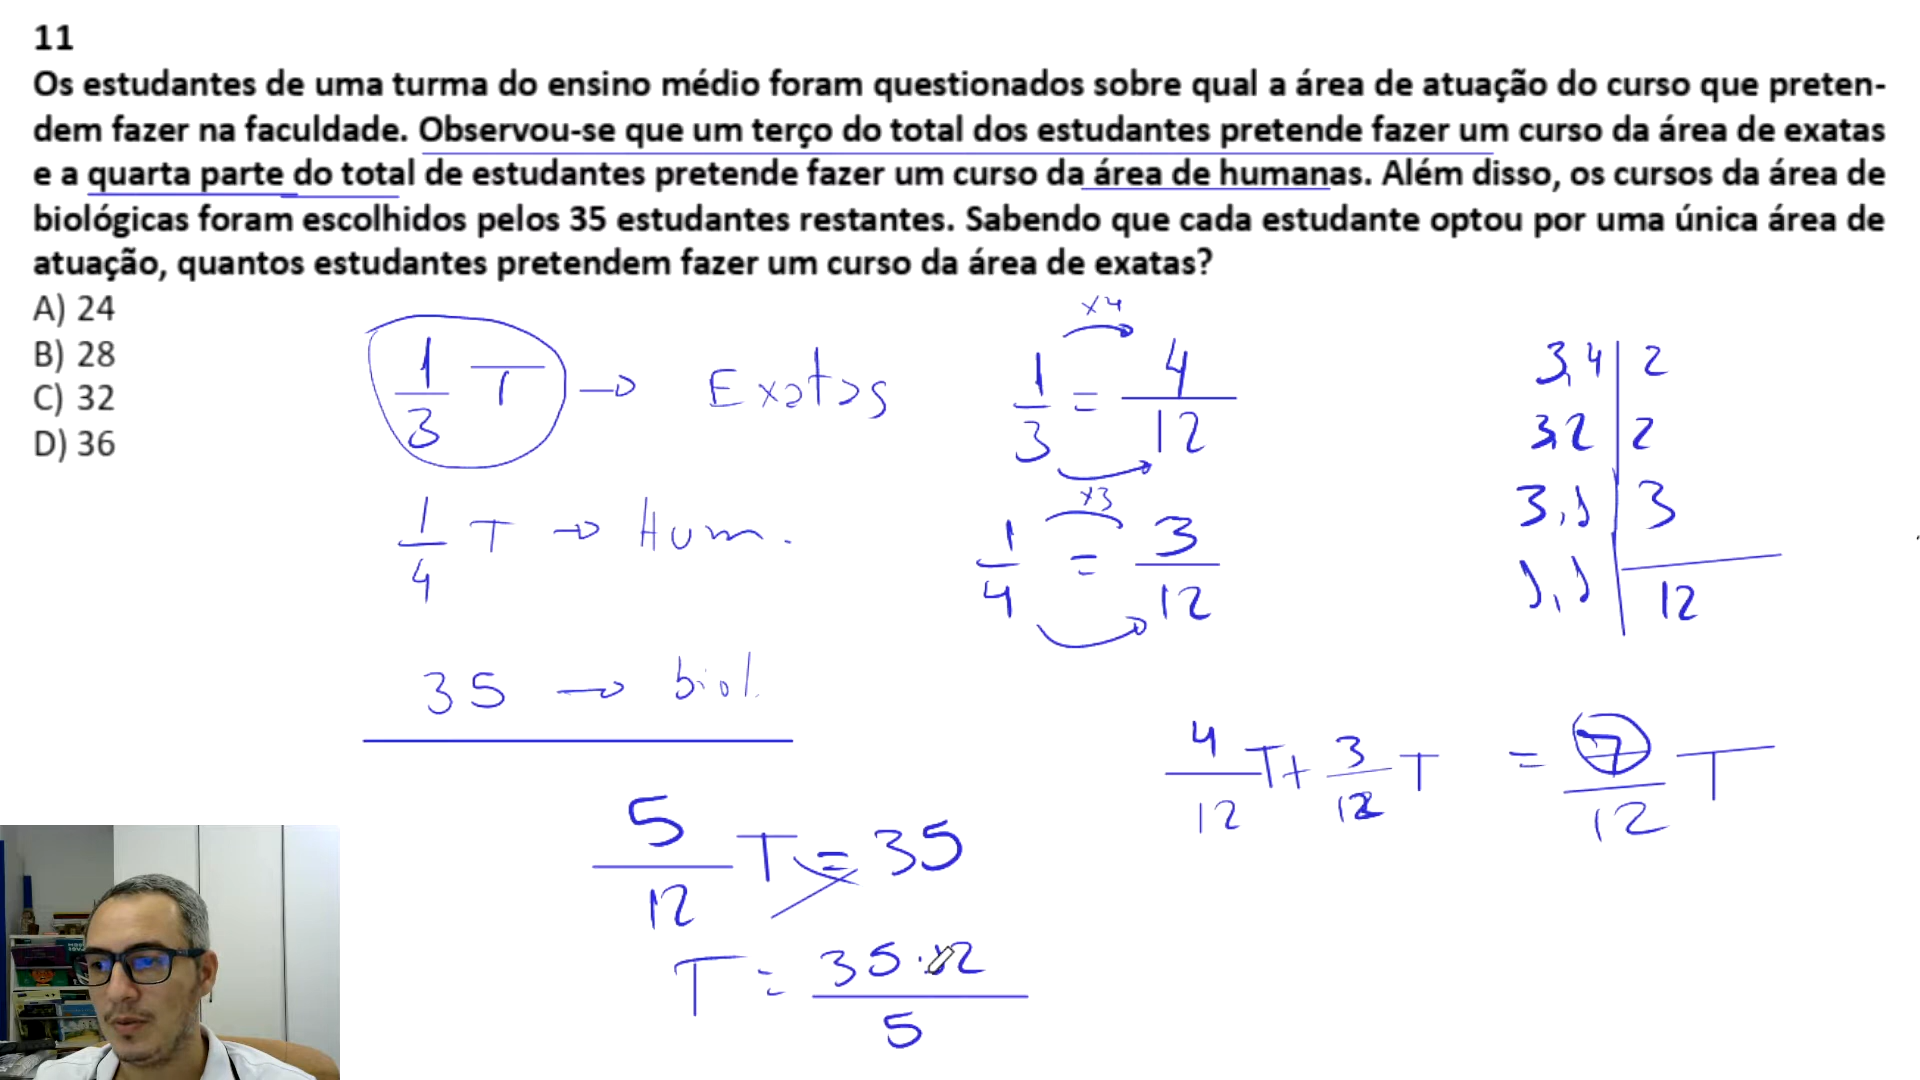 11
Os estudantes de uma turma do ensino médio foram questionados sobre qual a área de atuação do curso que preten-
dem fazer na faculdade. Observou-se que um terço do total dos estudantes pretende fazer um curso da área de exatas
e a quarta parte do total de estudantes pretende fazer um curso da área de humanas. Além disso, os cursos da área de
biológicas foram escolhidos pelos 35 estudantes restantes. Sabendo que cada estudante optou por uma única área de
atuação, quantos estudantes pretendem fazer um curso da área de exatas?
A) 24
B) 28
C) 32
D) 36
1/3 T → Exatas
1/4 T → Hum.
35 → biol.
5/12 T = 35
T = 35.12/5
x4
1/3 = 4/12
x3
1/4 = 3/12
3,4 | 2
3,2 | 2
3,1 | 3
1,1 | 12
4/12 T + 3/12 T = 7/12 T